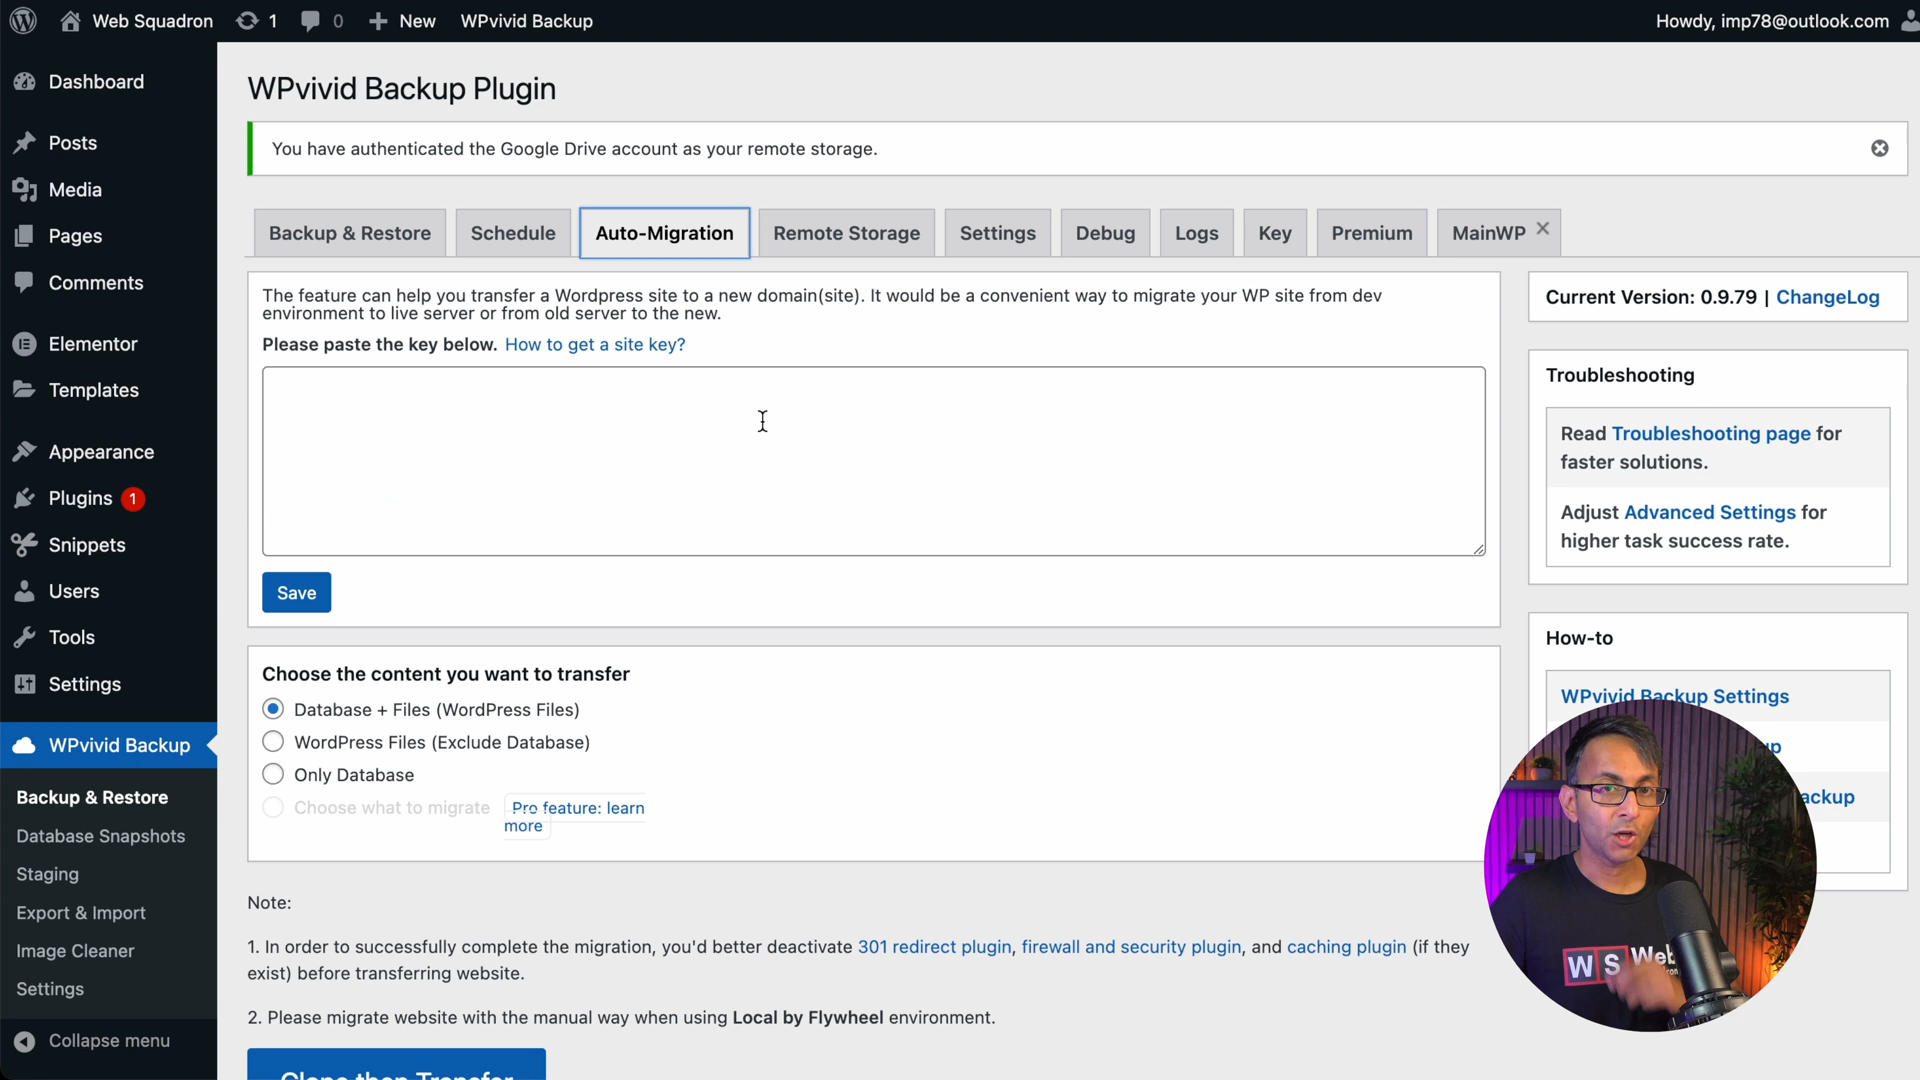 Web Squadron 1 0 New WPvivid Backup Howdy, imp78@outlook.com
Dashboard
Posts
Media
Pages
Comments
Elementor
Templates
Appearance
Plugins 1
Snippets
Users
Tools
Settings
WPvivid Backup
Backup & Restore
Database Snapshots
Staging
Export & Import
Image Cleaner
Settings
Collapse menu
WPvivid Backup Plugin
You have authenticated the Google Drive account as your remote storage.
Backup & Restore Schedule Auto-Migration Remote Storage Settings Debug Logs Key Premium MainWP
The feature can help you transfer a Wordpress site to a new domain(site). It would be a convenient way to migrate your WP site from dev
environment to live server or from old server to the new.
Please paste the key below. How to get a site key?
Save
Choose the content you want to transfer
Database + Files (WordPress Files)
WordPress Files (Exclude Database)
Only Database
Choose what to migrate Pro feature: learn
more
Note:
1. In order to successfully complete the migration, you'd better deactivate 301 redirect plugin, firewall and security plugin, and caching plugin (if they
exist) before transferring website.
2. Please migrate website with the manual way when using Local by Flywheel environment.
Clone then Transfer
Current Version: 0.9.79 | ChangeLog
Troubleshooting
Read Troubleshooting page for
faster solutions.
Adjust Advanced Settings for
higher task success rate.
How-to
WPvivid Backup Settings
W S Web